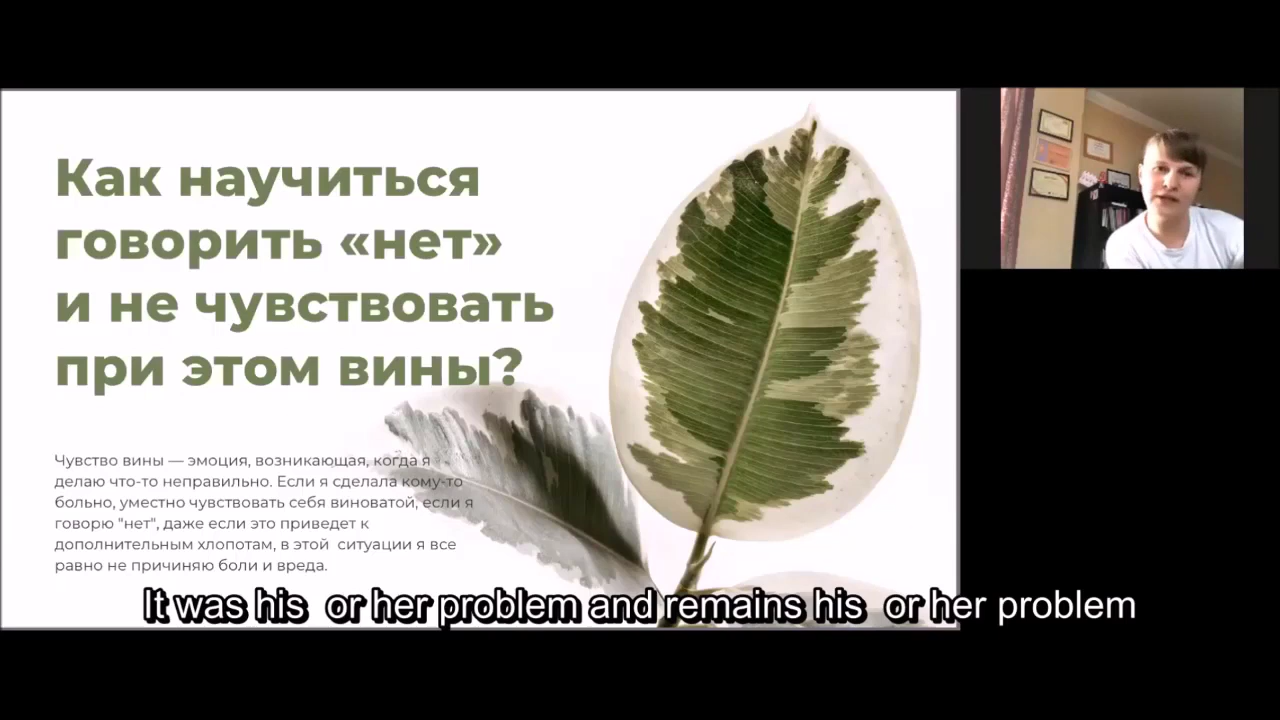 Как научиться
говорить «нет»
и не чувствовать
при этом вины?
Чувство вины — эмоция, возникающая, когда я
делаю что-то неправильно. Если я сделала кому-то
больно, уместно чувствовать себя виноватой, если я
говорю "нет", даже если это приведет к
дополнительным хлопотам, в этой ситуации я все
равно не причиняю боли и вреда.
It was his or her problem and remains his or her problem